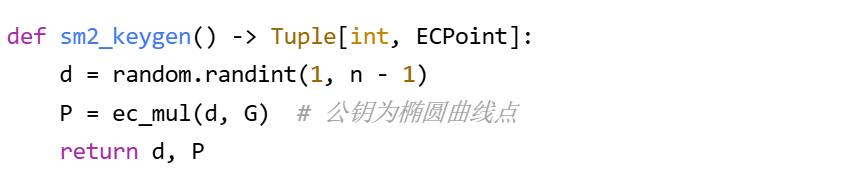 def sm2_keygen() -> Tuple[int, ECPoint]:
    d = random.randint(1, n - 1)
    P = ec_mul(d, G)  # 公钥为椭圆曲线点
    return d, P